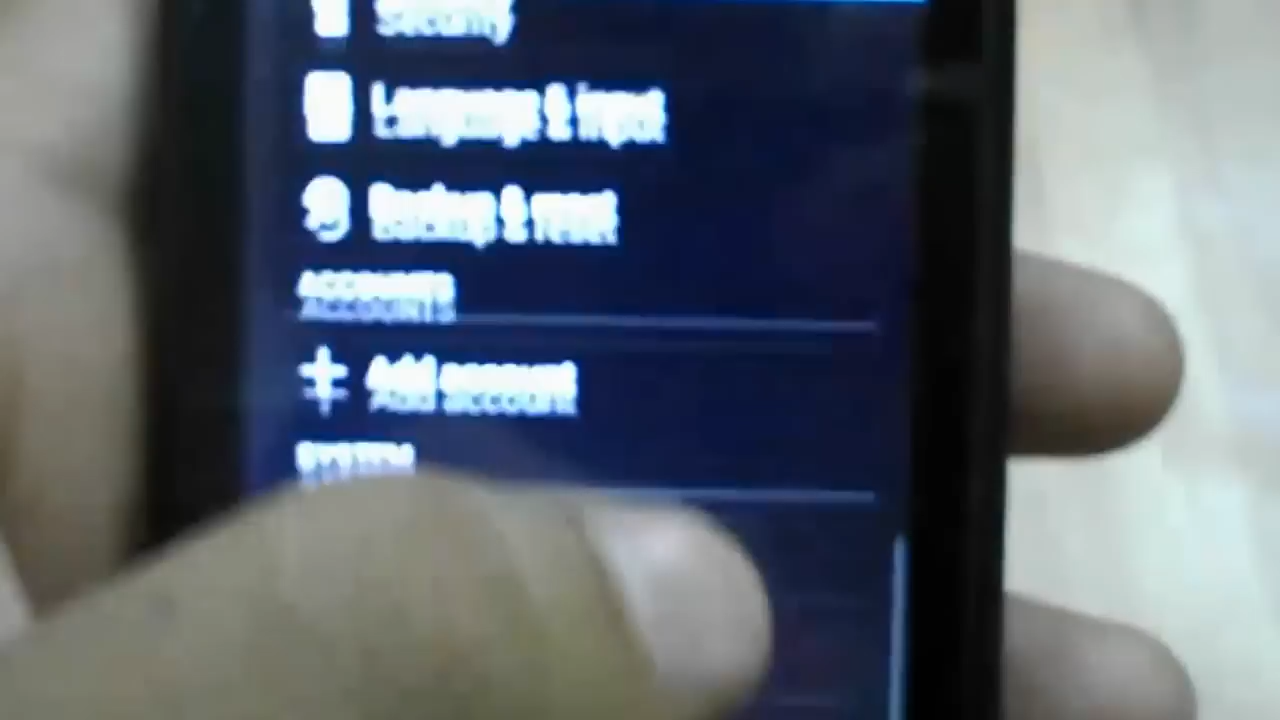 Security
Language & input
Backup & reset
ACCOUNTS
Add account
SYSTEM